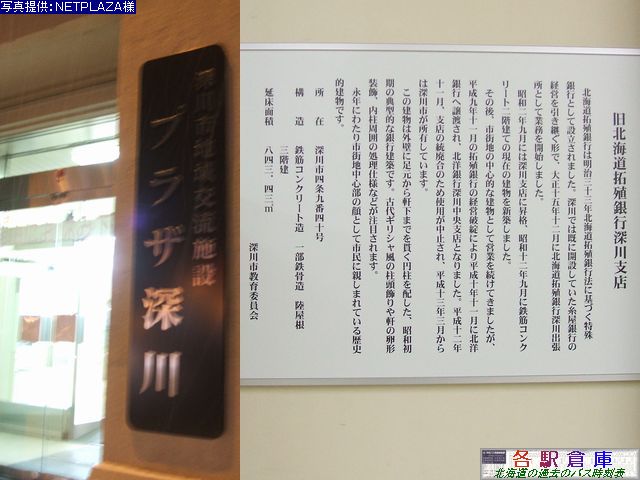 写真提供:NETPLAZA様
深川市地場交流施設
プラザ深川
旧北海道拓殖銀行深川支店
北海道拓殖銀行は明治三十三年北海道拓殖銀行法に基づく特殊
銀行として設立されました。深川では既に開設していた糸屋銀行の
経営を引き継ぐ形で、大正十五年十二月に北海道拓殖銀行深川出張
所として業務を開始しました。
昭和二年九月には深川支店に昇格、昭和十二年九月に鉄筋コンク
リート二階建ての現在の建物を新築しました。
その後、市街地の中心的な建物として営業を続けてきましたが、
平成九年十一月の拓殖銀行の経営破綻により平成十年十一月に北洋
銀行へ譲渡され、北洋銀行深川中央支店となりました。平成十二年
十一月、支店の統廃合のため使用が中止され、平成十三年三月から
は深川市が所有しています。
この建物は外壁に足元から軒下までを貫く円柱を配した、昭和初
期の典型的な銀行建築です。古代ギリシャ風の柱頭飾りや軒の卵形
装飾、内柱周囲の処理仕様などが注目されます。
永年にわたり市街地中心部の顔として市民に親しまれている歴史
的建物です。
所 在 深川市四条九番四十号
構 造 鉄筋コンクリート造 一部鉄骨造 陸屋根
三階建
延床面積 八四三・四三㎡
深川市教育委員会
各駅倉庫
北海道の過去のバス時刻表